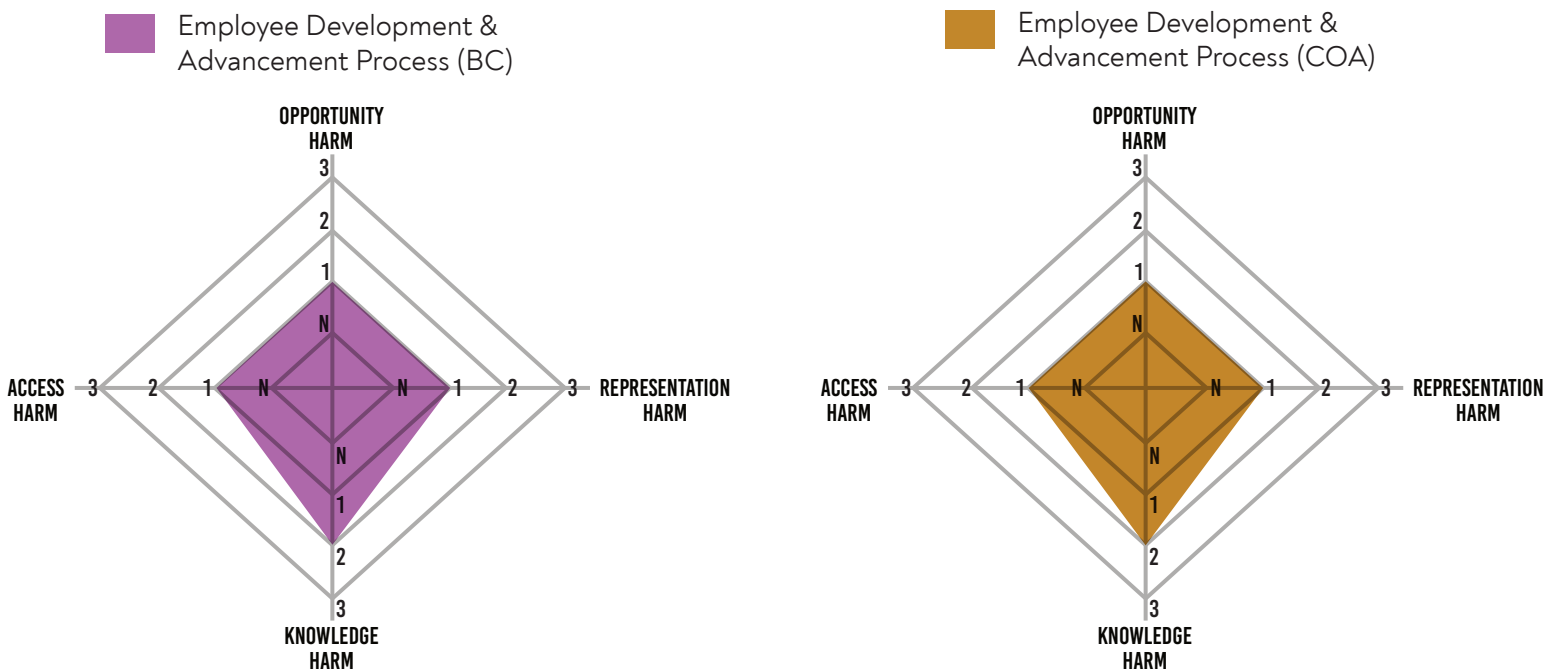 Employee Development &
Advancement Process (BC)
OPPORTUNITY
HARM
3
2
1
N
ACCESS
HARM
3
2
1
N
N
1
2
3
REPRESENTATION
HARM
N
1
2
3
KNOWLEDGE
HARM
Employee Development &
Advancement Process (COA)
OPPORTUNITY
HARM
3
2
1
N
ACCESS
HARM
3
2
1
N
N
1
2
3
REPRESENTATION
HARM
N
1
2
3
KNOWLEDGE
HARM